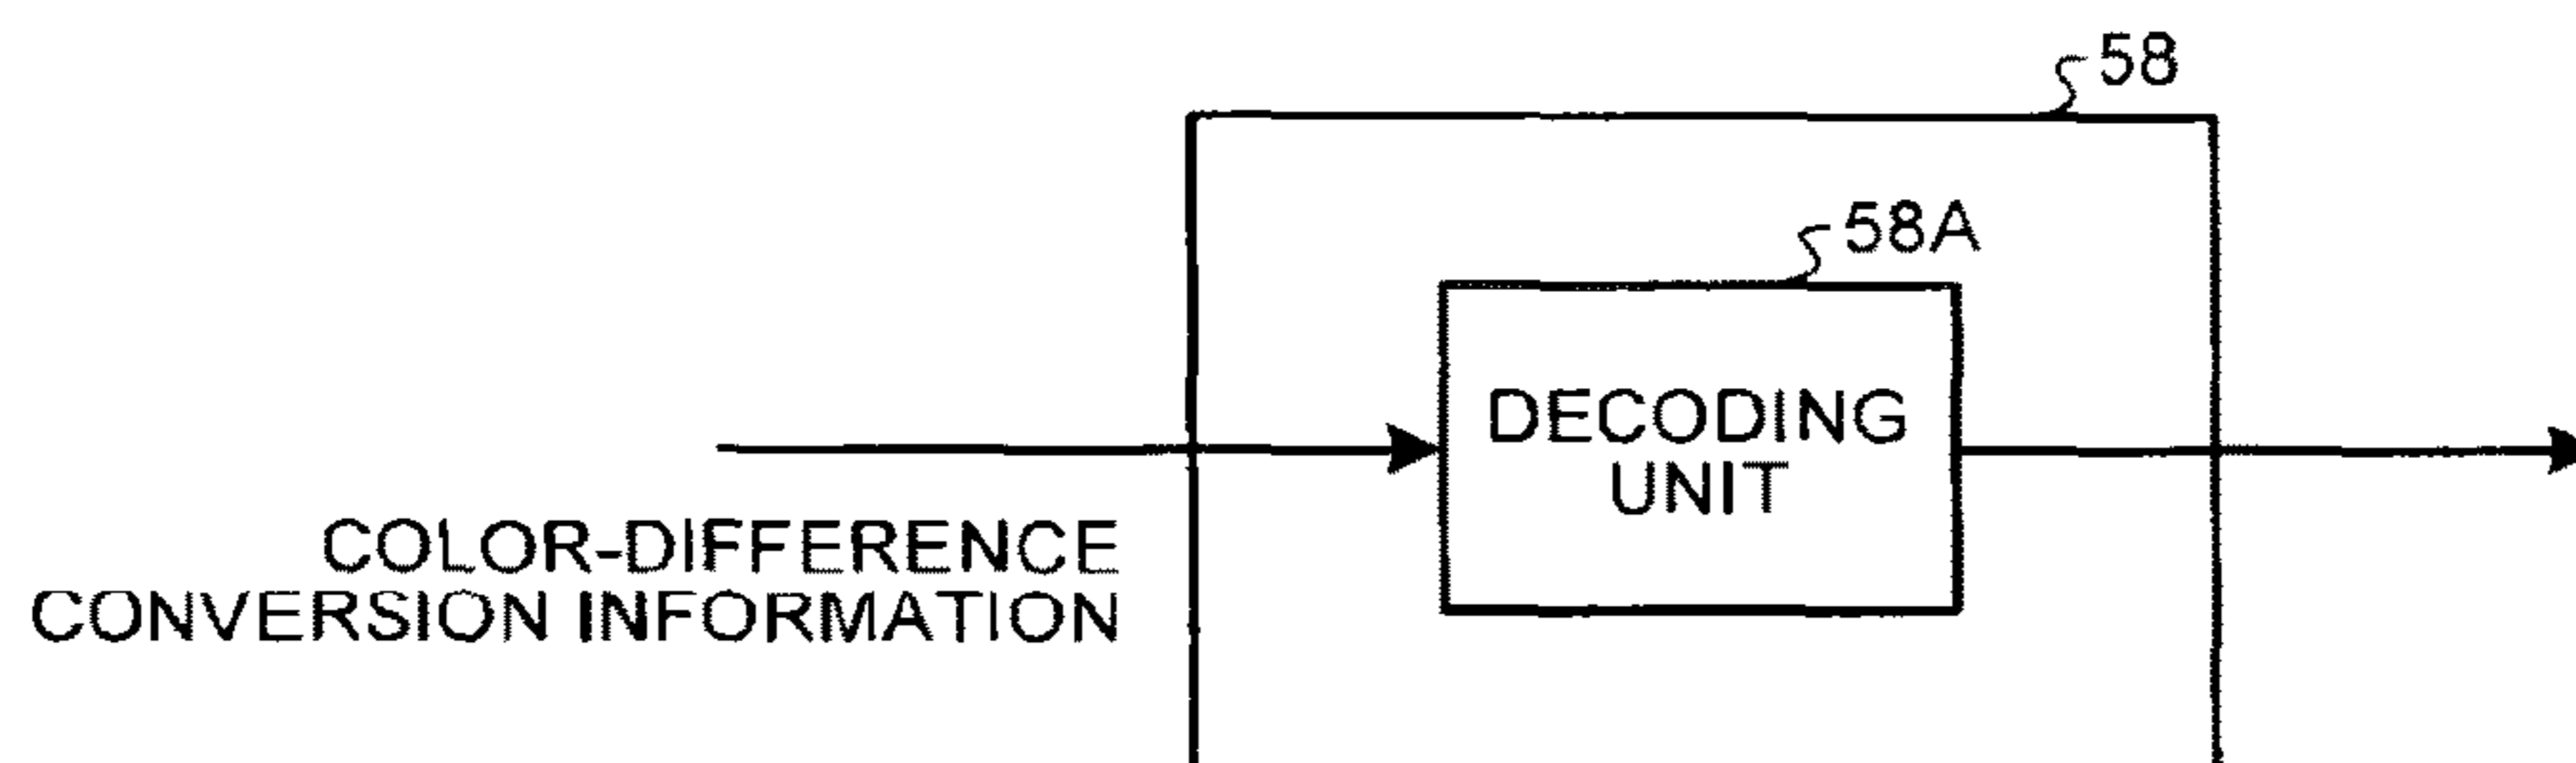 58
58A
DECODING
UNIT
COLOR-DIFFERENCE
CONVERSION INFORMATION